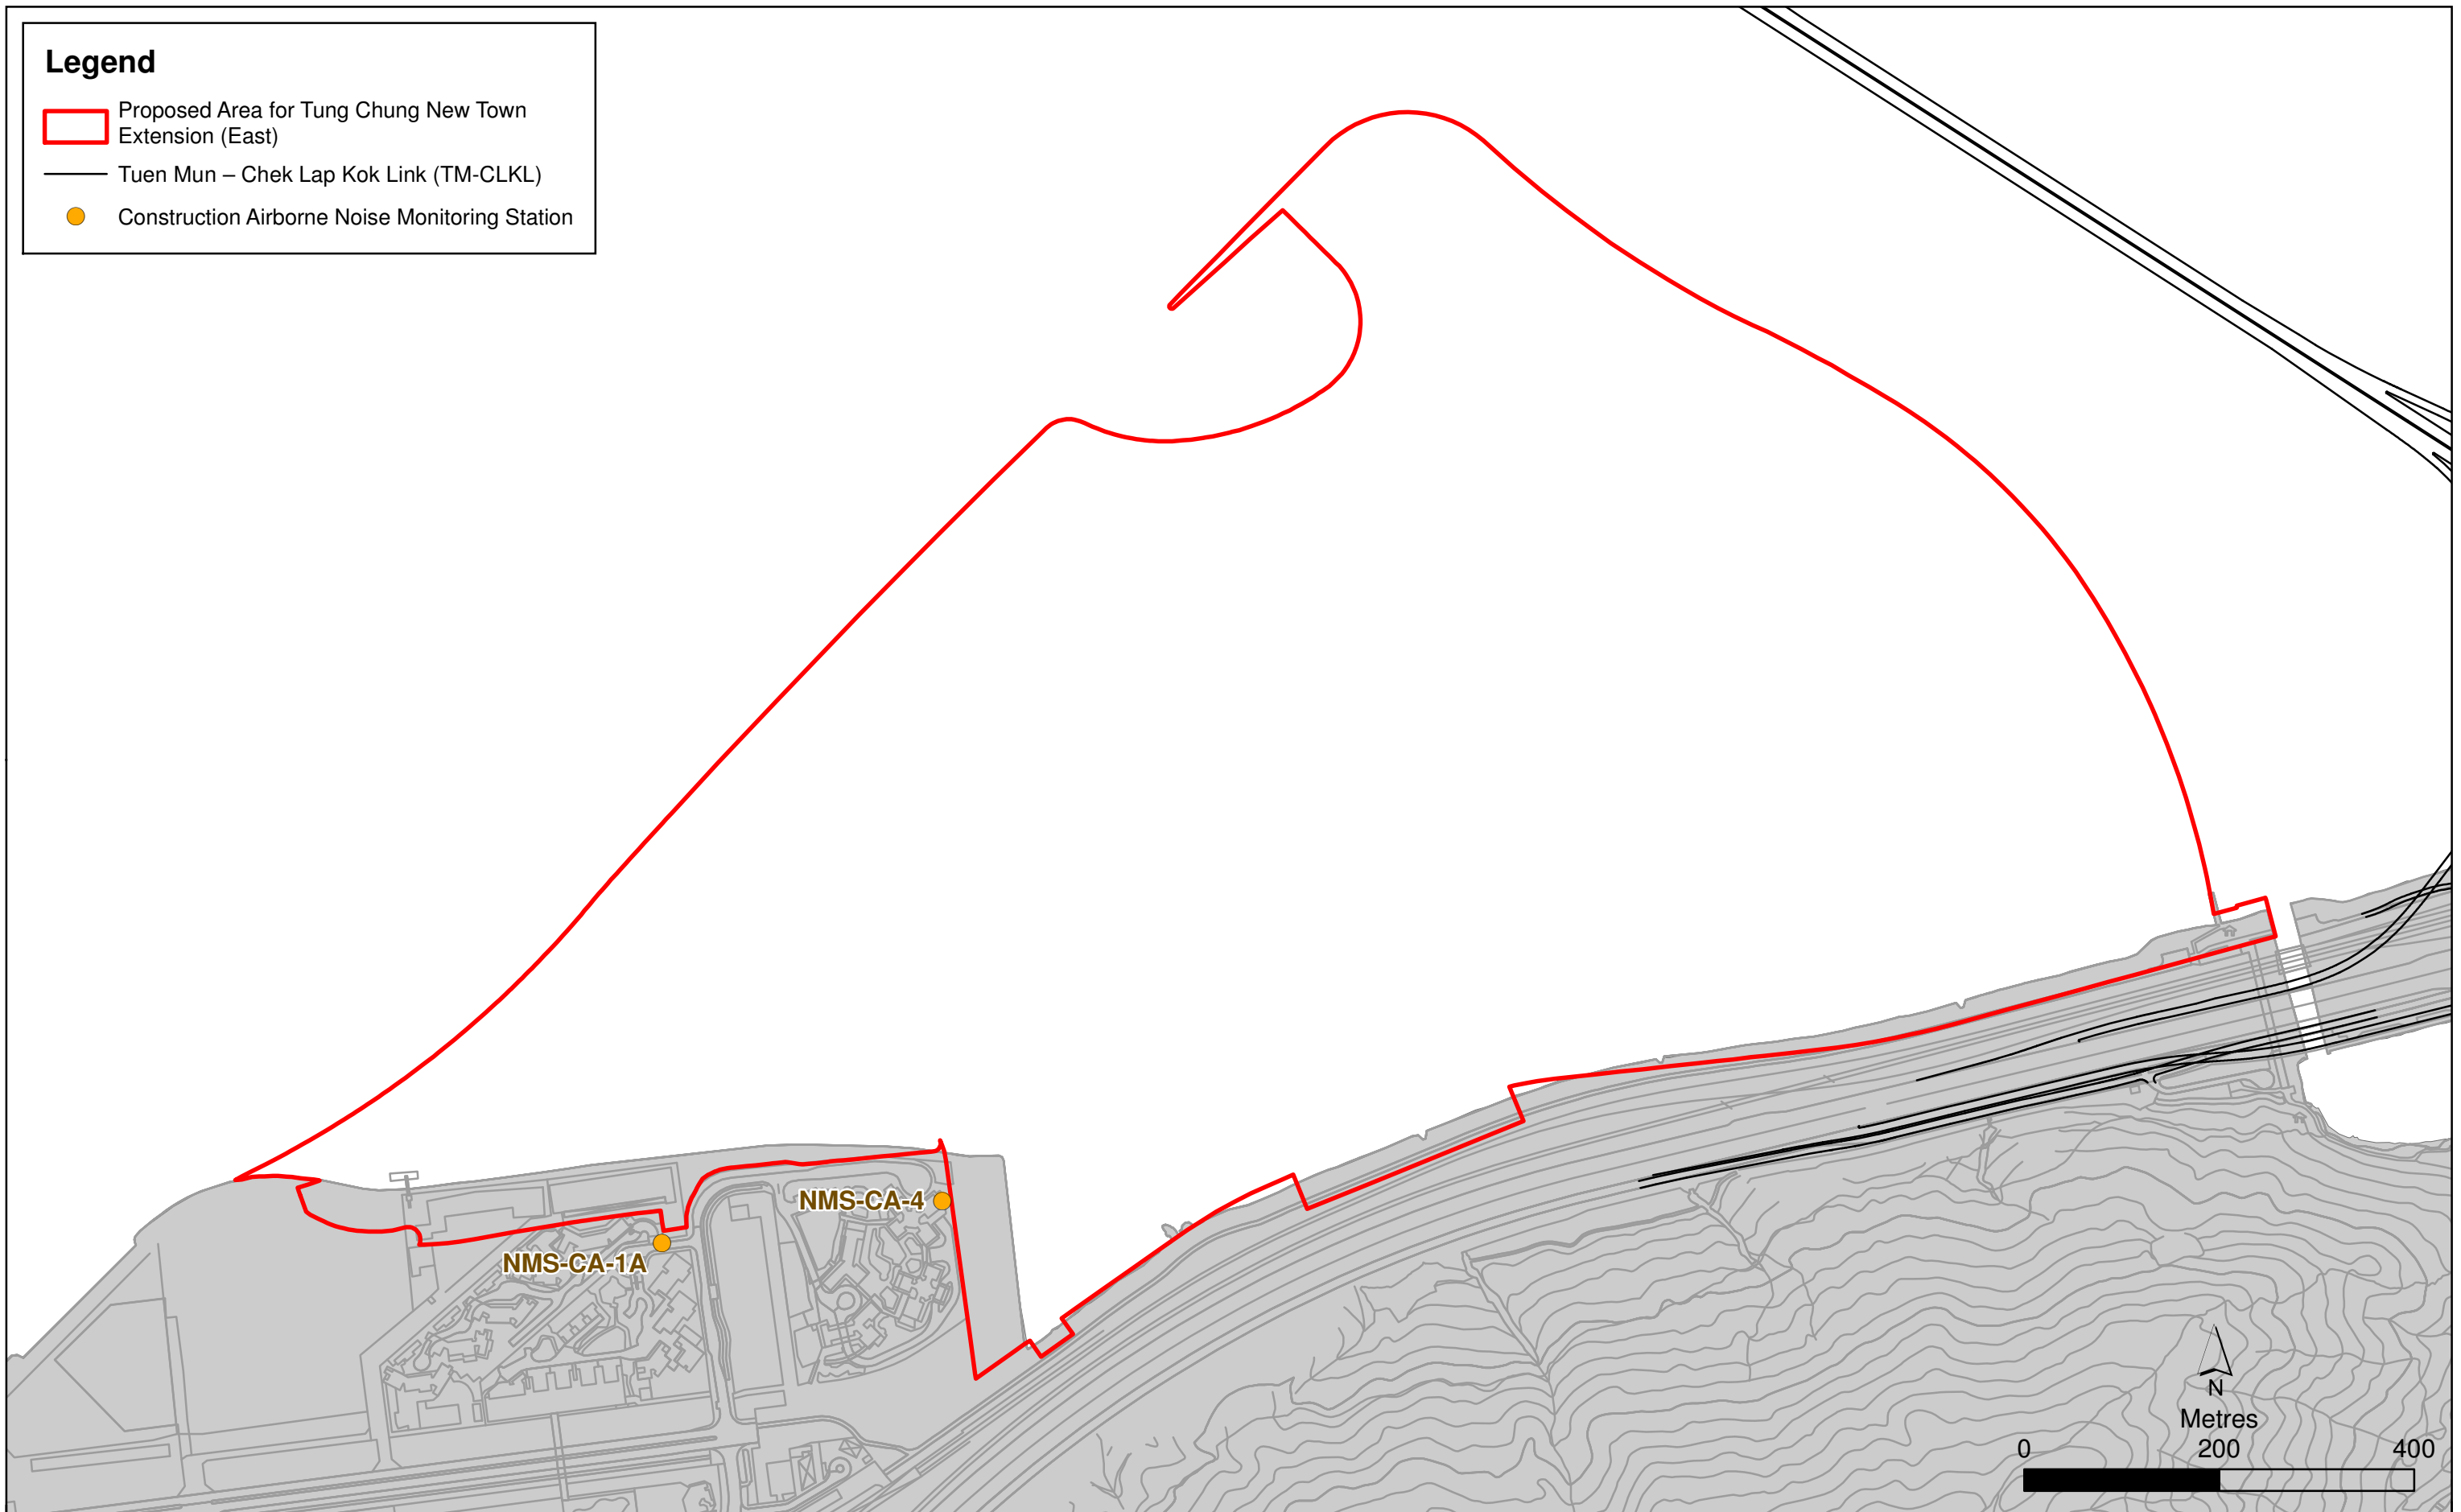 Legend
Proposed Area for Tung Chung New Town
Extension (East)
Tuen Mun – Chek Lap Kok Link (TM-CLKL)
Construction Airborne Noise Monitoring Station
NMS-CA-4
NMS-CA-1A
N
Metres
0 200 400